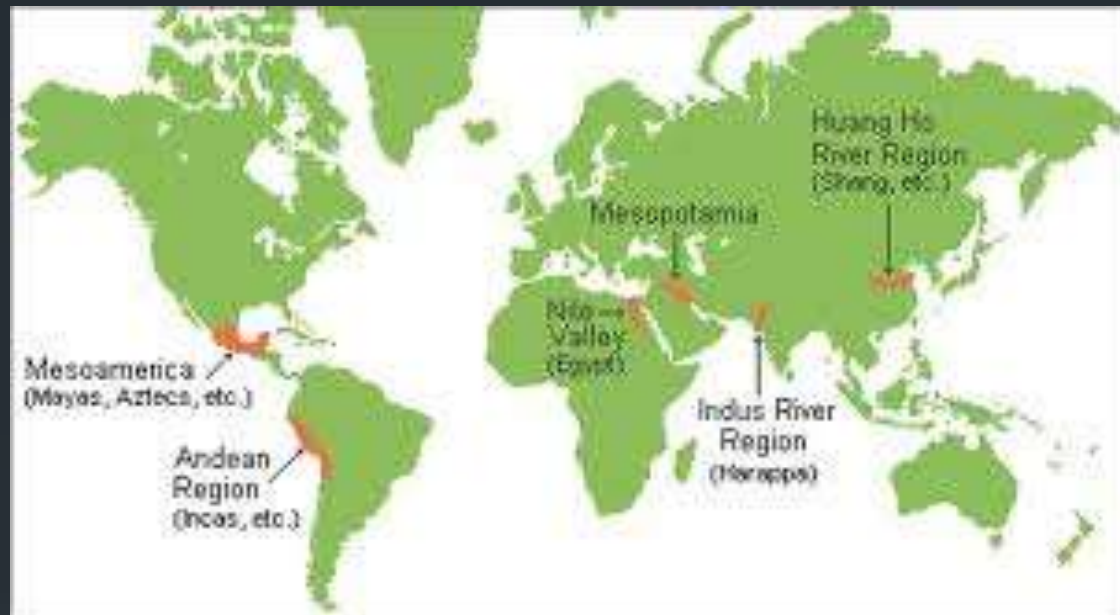 Huang Ho
River Region
(Shang, etc.)
Mesopotamia
Nile
Valley
(Egypt)
Mesoamerica
(Mayas, Aztecs, etc.)
Indus River
Region
(Harappa)
Andean
Region
(Incas, etc.)